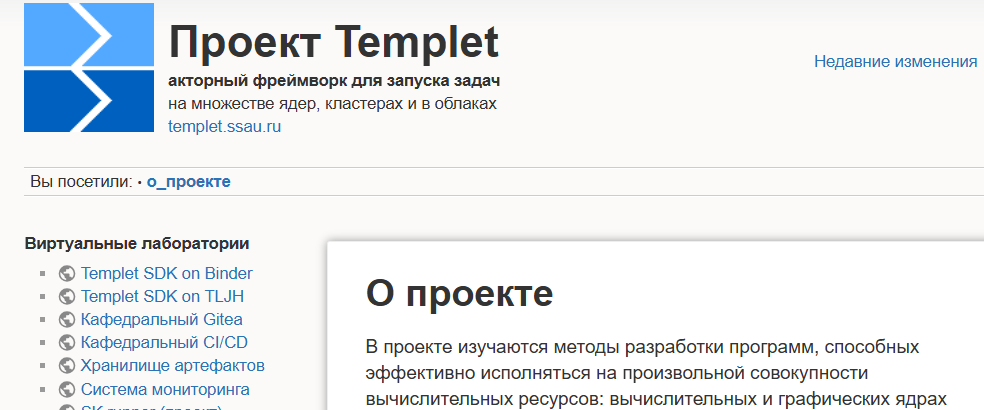 Проект Templet
акторный фреймворк для запуска задач
на множестве ядер, кластерах и в облаках
templet.ssau.ru
Недавние изменения
Вы посетили: • о_проекте
Виртуальные лаборатории
Templet SDK on Binder
Templet SDK on TLJH
Кафедральный Gitea
Кафедральный CI/CD
Хранилище артефактов
Система мониторинга
О проекте
В проекте изучаются методы разработки программ, способных
эффективно исполняться на произвольной совокупности
вычислительных ресурсов: вычислительных и графических ядрах